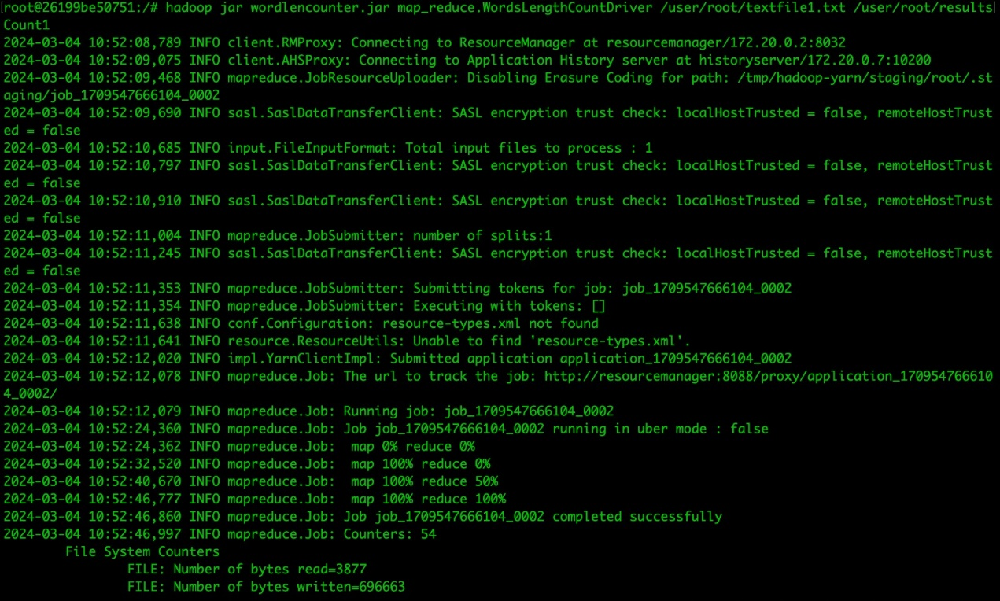 root@26199be50751:/# hadoop jar wordlencounter.jar map_reduce.WordsLengthCountDriver /user/root/textfile1.txt /user/root/results
Count1
2024-03-04 10:52:08,789 INFO client.RMProxy: Connecting to ResourceManager at resourcemanager/172.20.0.2:8032
2024-03-04 10:52:09,075 INFO client.AHSProxy: Connecting to Application History server at historyserver/172.20.0.7:10200
2024-03-04 10:52:09,468 INFO mapreduce.JobResourceUploader: Disabling Erasure Coding for path: /tmp/hadoop-yarn/staging/root/.st
aging/job_1709547666104_0002
2024-03-04 10:52:09,690 INFO sasl.SaslDataTransferClient: SASL encryption trust check: localHostTrusted = false, remoteHostTrust
ed = false
2024-03-04 10:52:10,685 INFO input.FileInputFormat: Total input files to process : 1
2024-03-04 10:52:10,797 INFO sasl.SaslDataTransferClient: SASL encryption trust check: localHostTrusted = false, remoteHostTrust
ed = false
2024-03-04 10:52:10,910 INFO sasl.SaslDataTransferClient: SASL encryption trust check: localHostTrusted = false, remoteHostTrust
ed = false
2024-03-04 10:52:11,004 INFO mapreduce.JobSubmitter: number of splits:1
2024-03-04 10:52:11,245 INFO sasl.SaslDataTransferClient: SASL encryption trust check: localHostTrusted = false, remoteHostTrust
ed = false
2024-03-04 10:52:11,353 INFO mapreduce.JobSubmitter: Submitting tokens for job: job_1709547666104_0002
2024-03-04 10:52:11,354 INFO mapreduce.JobSubmitter: Executing with tokens: []
2024-03-04 10:52:11,638 INFO conf.Configuration: resource-types.xml not found
2024-03-04 10:52:11,641 INFO resource.ResourceUtils: Unable to find 'resource-types.xml'.
2024-03-04 10:52:12,020 INFO impl.YarnClientImpl: Submitted application application_1709547666104_0002
2024-03-04 10:52:12,078 INFO mapreduce.Job: The url to track the job: http://resourcemanager:8088/proxy/application_170954766610
4_0002/
2024-03-04 10:52:12,079 INFO mapreduce.Job: Running job: job_1709547666104_0002
2024-03-04 10:52:24,360 INFO mapreduce.Job: Job job_1709547666104_0002 running in uber mode : false
2024-03-04 10:52:24,362 INFO mapreduce.Job:  map 0% reduce 0%
2024-03-04 10:52:32,520 INFO mapreduce.Job:  map 100% reduce 0%
2024-03-04 10:52:40,670 INFO mapreduce.Job:  map 100% reduce 50%
2024-03-04 10:52:46,777 INFO mapreduce.Job:  map 100% reduce 100%
2024-03-04 10:52:46,860 INFO mapreduce.Job: Job job_1709547666104_0002 completed successfully
2024-03-04 10:52:46,997 INFO mapreduce.Job: Counters: 54
File System Counters
FILE: Number of bytes read=3877
FILE: Number of bytes written=696663